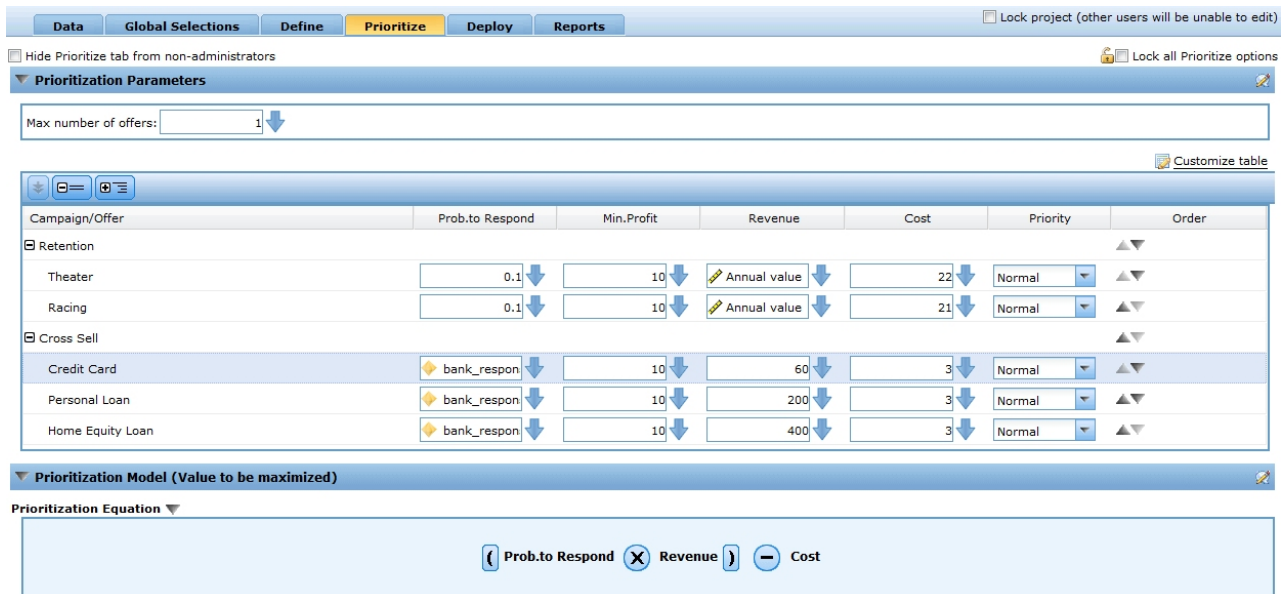 Data Global Selections Define Prioritize Deploy Reports Lock project (other users will be unable to edit)
Hide Prioritize tab from non-administrators Lock all Prioritize options
Prioritization Parameters
Max number of offers: 1
Customize table
Campaign/Offer Prob.to Respond Min.Profit Revenue Cost Priority Order
Retention
Theater 0.1 10 Annual value 22 Normal
Racing 0.1 10 Annual value 21 Normal
Cross Sell
Credit Card bank_respon 10 60 3 Normal
Personal Loan bank_respon 10 200 3 Normal
Home Equity Loan bank_respon 10 400 3 Normal
Prioritization Model (Value to be maximized)
Prioritization Equation
( Prob.to Respond X Revenue ) − Cost